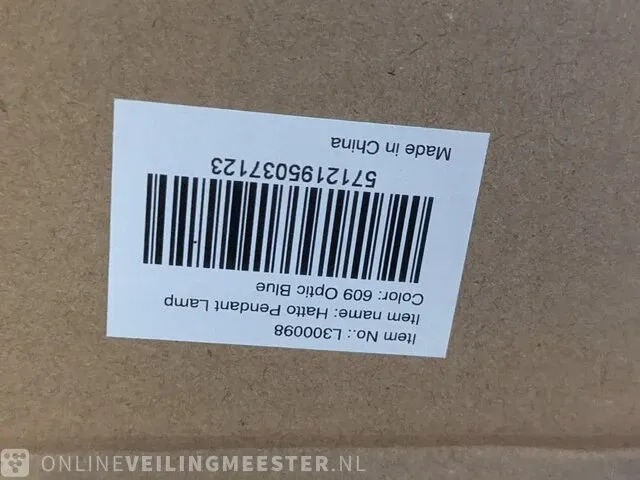 Item No.: L300098
Item name: Hatto Pendant Lamp
Color: 609 Optic Blue
5712195037123
Made in China
ONLINEVEILINGMEESTER.NL